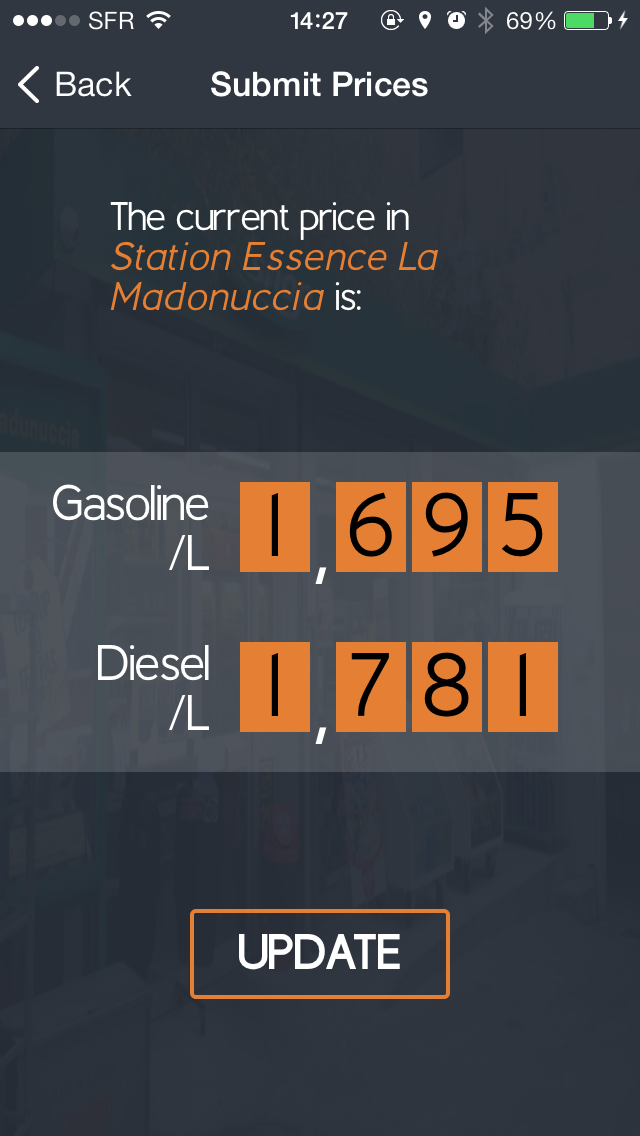 SFR 14:27 69%
Back Submit Prices
The current price in
Station Essence La
Madonuccia is:
Gasoline
/L 1,695
Diesel
/L 1,781
UPDATE